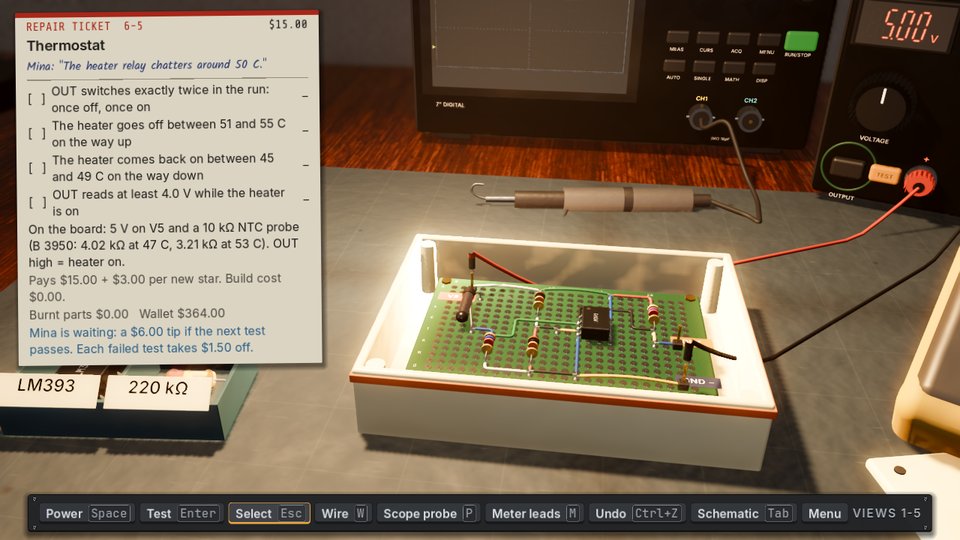 REPAIR TICKET 6-5 $15.00
Thermostat
Mina: "The heater relay chatters around 50 C."
[ ] OUT switches exactly twice in the run: –
once off, once on
[ ] The heater goes off between 51 and 55 C –
on the way up
[ ] The heater comes back on between 45 –
and 49 C on the way down
[ ] OUT reads at least 4.0 V while the heater –
is on
On the board: 5 V on V5 and a 10 kΩ NTC probe
(B 3950: 4.02 kΩ at 47 C, 3.21 kΩ at 53 C). OUT
high = heater on.
Pays $15.00 + $3.00 per new star. Build cost
$0.00.
Burnt parts $0.00 Wallet $364.00
Mina is waiting: a $6.00 tip if the next test
passes. Each failed test takes $1.50 off.
LM393
220 kΩ
7" DIGITAL
MEAS CURS ACQ MENU RUN/STOP
AUTO SINGLE MATH DISP
CH1 CH2
5.00 V
VOLTAGE
OUTPUT
TEST
+
GND –
Power Space Test Enter Select Esc Wire W Scope probe P Meter leads M Undo Ctrl+Z Schematic Tab Menu VIEWS 1-5